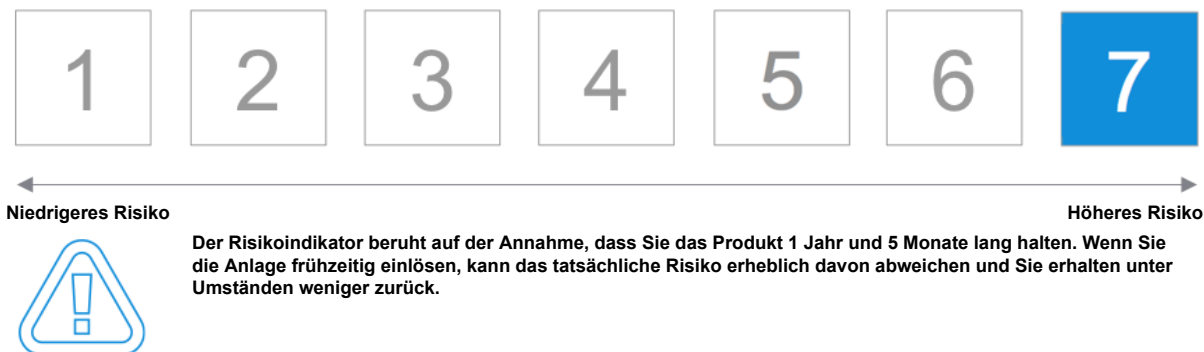 1 2 3 4 5 6 7
Niedrigeres Risiko Höheres Risiko
Der Risikoindikator beruht auf der Annahme, dass Sie das Produkt 1 Jahr und 5 Monate lang halten. Wenn Sie
die Anlage frühzeitig einlösen, kann das tatsächliche Risiko erheblich davon abweichen und Sie erhalten unter
Umständen weniger zurück.